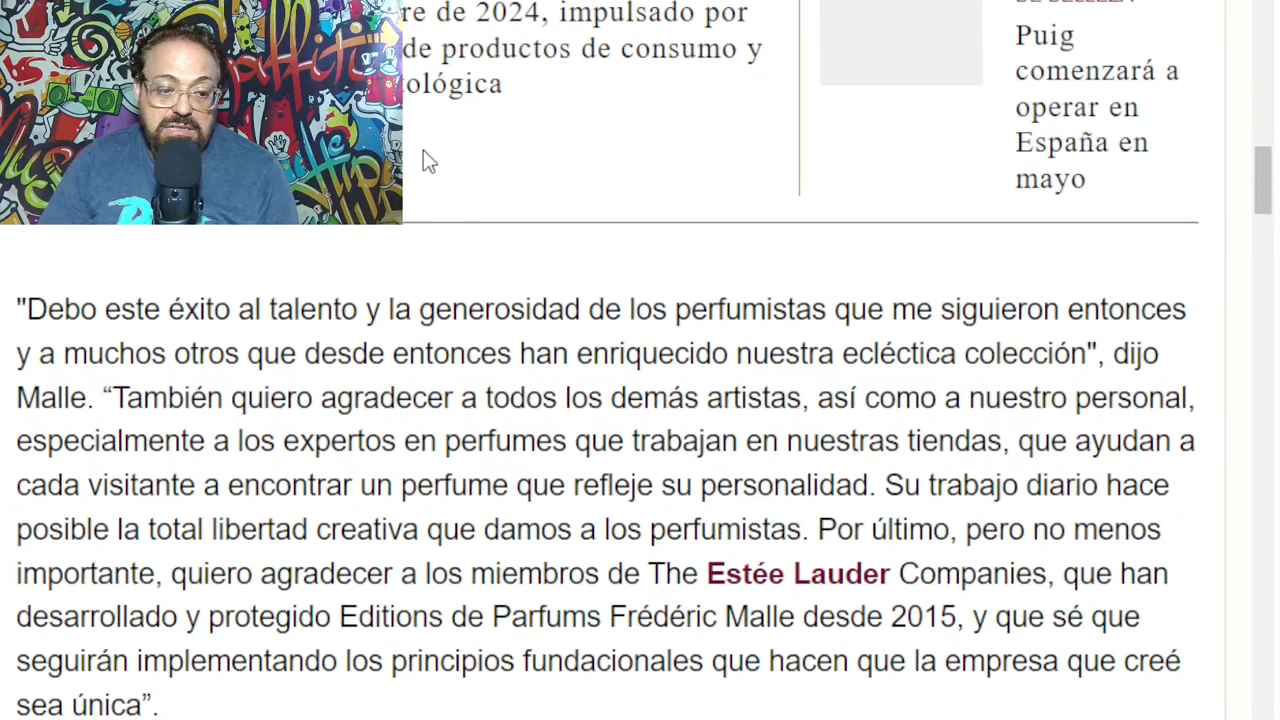 re de 2024, impulsado por
de productos de consumo y
ológica
Puig
comenzará a
operar en
España en
mayo
"Debo este éxito al talento y la generosidad de los perfumistas que me siguieron entonces
y a muchos otros que desde entonces han enriquecido nuestra ecléctica colección", dijo
Malle. “También quiero agradecer a todos los demás artistas, así como a nuestro personal,
especialmente a los expertos en perfumes que trabajan en nuestras tiendas, que ayudan a
cada visitante a encontrar un perfume que refleje su personalidad. Su trabajo diario hace
posible la total libertad creativa que damos a los perfumistas. Por último, pero no menos
importante, quiero agradecer a los miembros de The Estée Lauder Companies, que han
desarrollado y protegido Editions de Parfums Frédéric Malle desde 2015, y que sé que
seguirán implementando los principios fundacionales que hacen que la empresa que creé
sea única”.